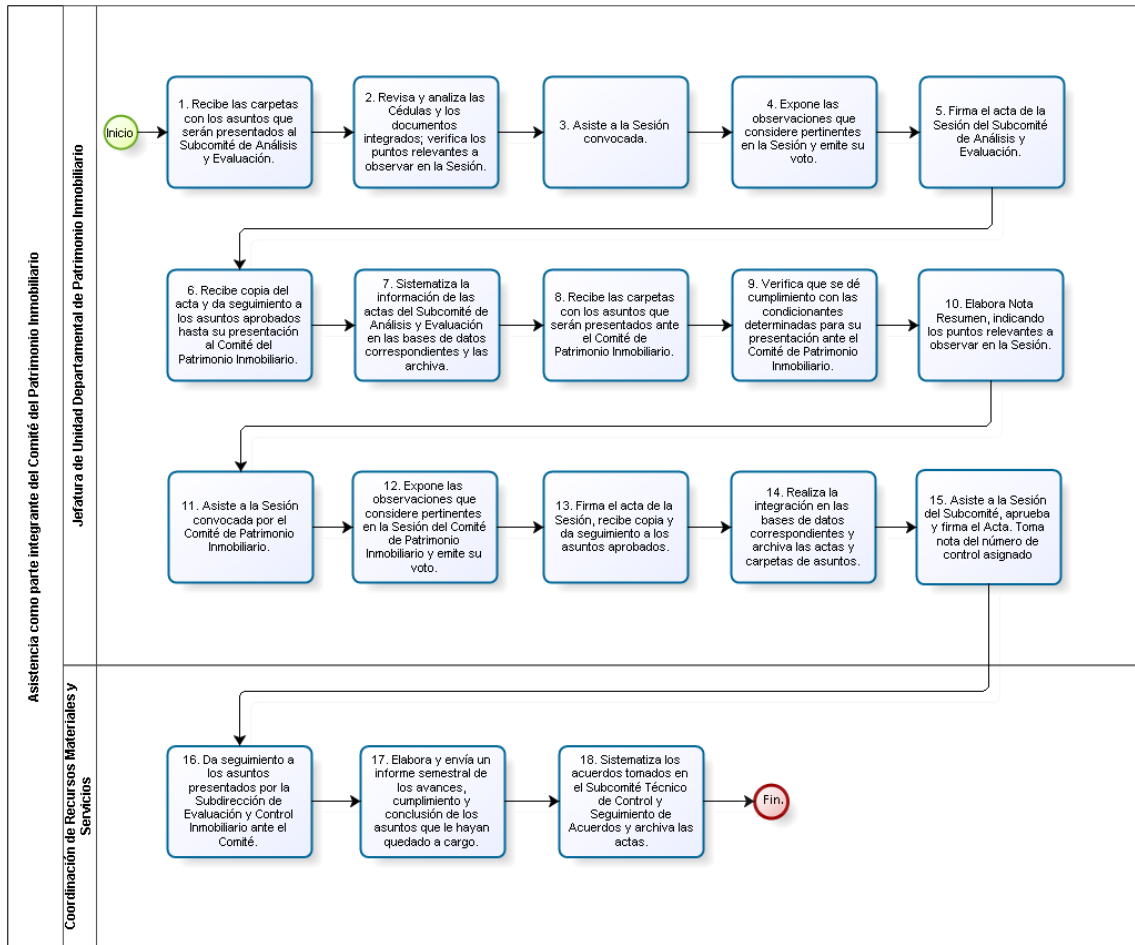 Asistencia como parte integrante del Comité del Patrimonio Inmobiliario
Jefatura de Unidad Departamental de Patrimonio Inmobiliario
Inicio
1. Recibe las carpetas
con los asuntos que
serán presentados al
Subcomité de Análisis
y Evaluación.
2. Revisa y analiza las
Cédulas y los
documentos
integrados; verifica los
puntos relevantes a
observar en la Sesión.
3. Asiste a la Sesión
convocada.
4. Expone las
observaciones que
considere pertinentes
en la Sesión y emite su
voto.
5. Firma el acta de la
Sesión del Subcomité
de Análisis y
Evaluación.
6. Recibe copia del
acta y da seguimiento a
los asuntos aprobados
hasta su presentación
al Comité del
Patrimonio Inmobiliario.
7. Sistematiza la
información de las
actas del Subcomité de
Análisis y Evaluación
en las bases de datos
correspondientes y las
archiva.
8. Recibe las carpetas
con los asuntos que
serán presentados ante
el Comité de
Patrimonio Inmobiliario.
9. Verifica que se dé
cumplimiento con las
condicionantes
determinadas para su
presentación ante el
Comité de Patrimonio
Inmobiliario.
10. Elabora Nota
Resumen, indicando
los puntos relevantes a
observar en la Sesión.
11. Asiste a la Sesión
convocada por el
Comité de Patrimonio
Inmobiliario.
12. Expone las
observaciones que
considere pertinentes
en la Sesión del Comité
de Patrimonio
Inmobiliario y emite su
voto.
13. Firma el acta de la
Sesión, recibe copia y
da seguimiento a los
asuntos aprobados.
14. Realiza la
integración en las
bases de datos
correspondientes y
archiva las actas y
carpetas de asuntos.
15. Asiste a la Sesión
del Subcomité, aprueba
y firma el Acta. Toma
nota del número de
control asignado
Coordinación de Recursos Materiales y
Servicios
16. Da seguimiento a
los asuntos
presentados por la
Subdirección de
Evaluación y Control
Inmobiliario ante el
Comité.
17. Elabora y envía un
informe semestral de
los avances,
cumplimiento y
conclusión de los
asuntos que le hayan
quedado a cargo.
18. Sistematiza los
acuerdos tomados en
el Subcomité Técnico
de Control y
Seguimiento de
Acuerdos y archiva las
actas.
Fin.